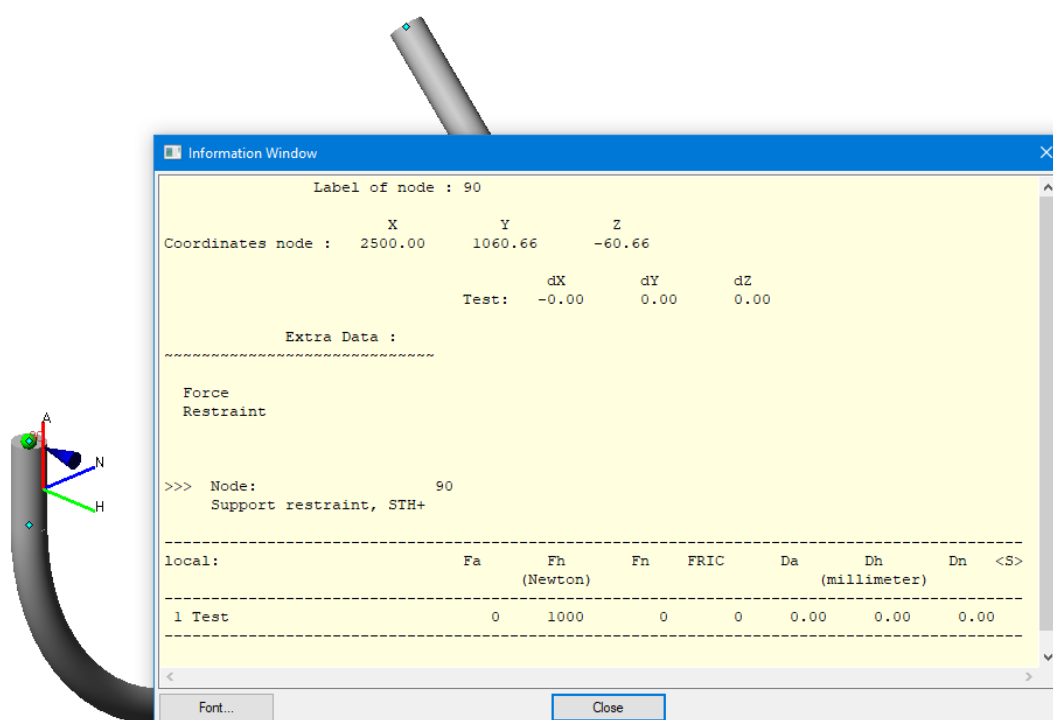 Information Window
Label of node : 90
X Y Z
Coordinates node : 2500.00 1060.66 -60.66
dX dY dZ
Test: -0.00 0.00 0.00
Extra Data :
~~~~~~~~~~~~~~~~~~~~~~~~~~~~~
Force
Restraint
A
N
H
>>> Node: 90
Support restraint, STH+
local: Fa Fh Fn FRIC Da Dh Dn <S>
(Newton) (millimeter)
1 Test 0 1000 0 0 0.00 0.00 0.00
Font... Close